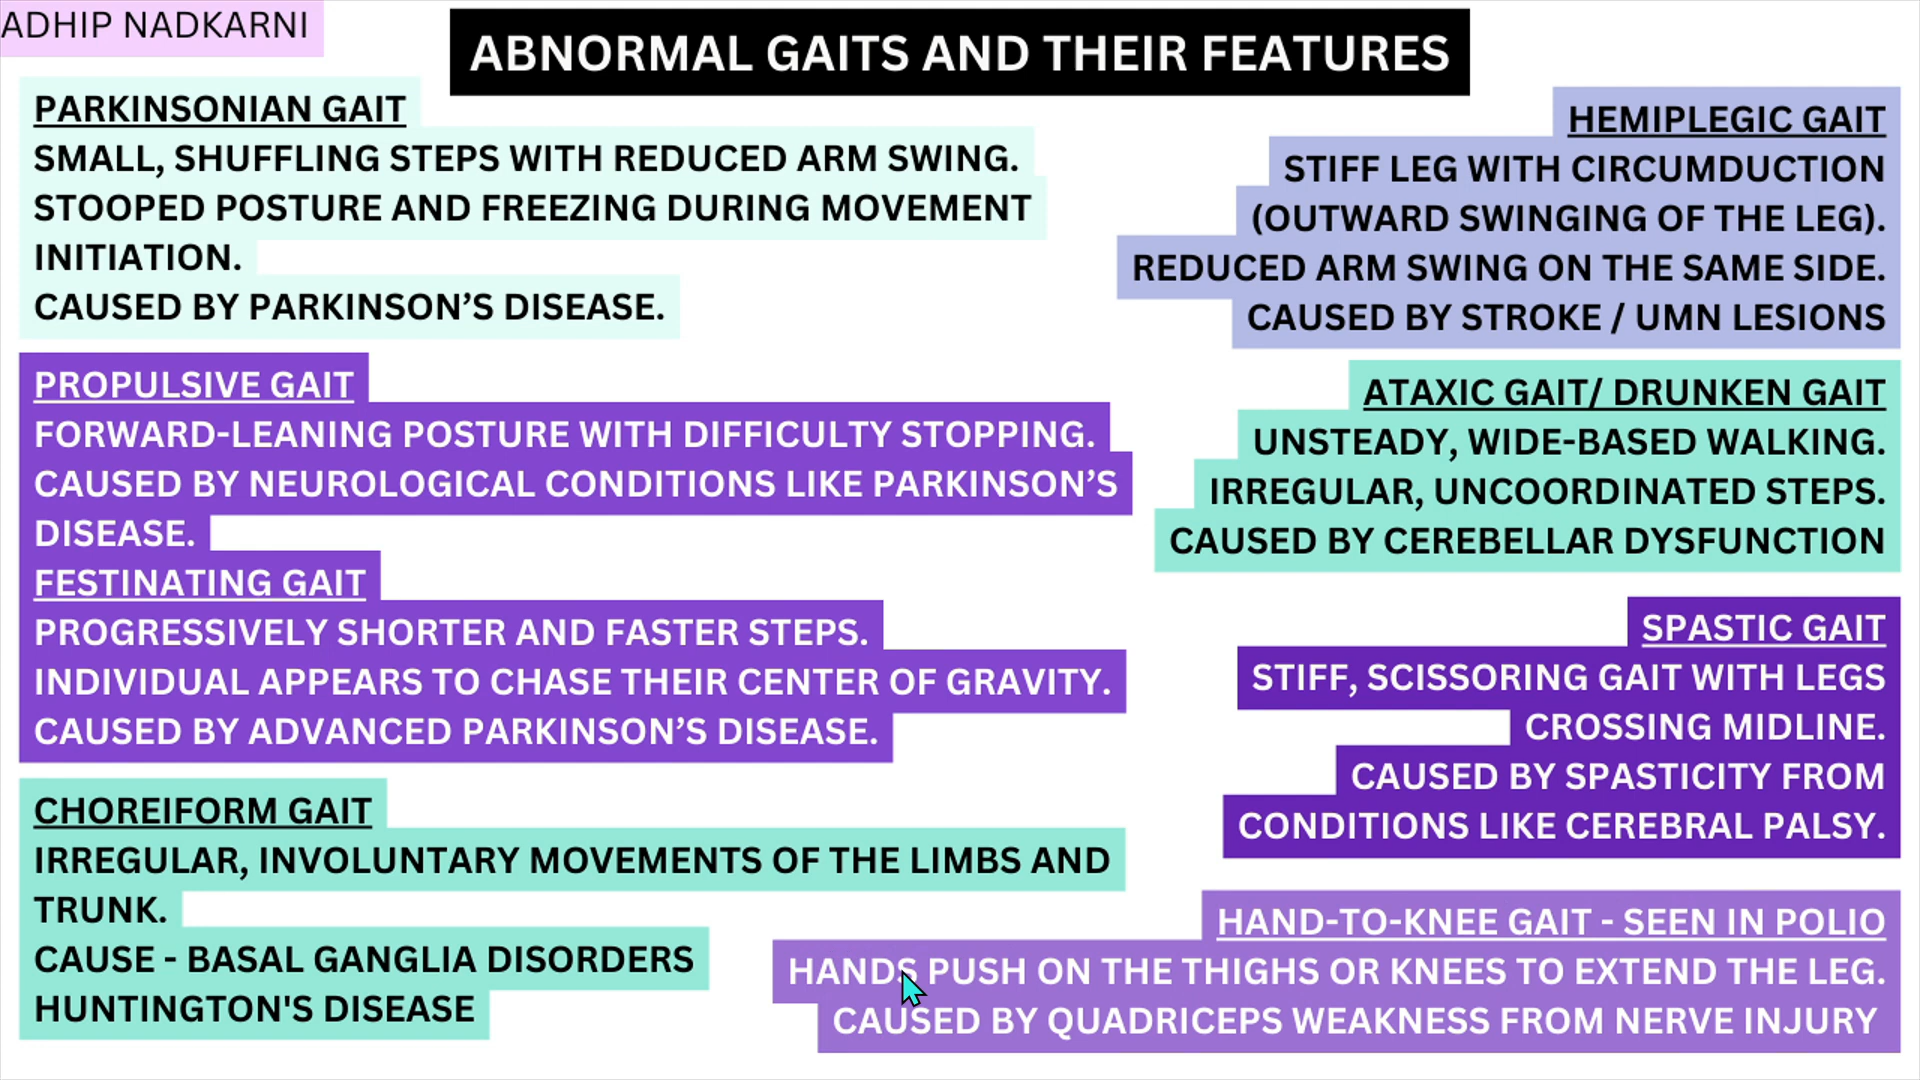 ADHIP NADKARNI
ABNORMAL GAITS AND THEIR FEATURES
PARKINSONIAN GAIT
SMALL, SHUFFLING STEPS WITH REDUCED ARM SWING.
STOOPED POSTURE AND FREEZING DURING MOVEMENT
INITIATION.
CAUSED BY PARKINSON’S DISEASE.
PROPULSIVE GAIT
FORWARD-LEANING POSTURE WITH DIFFICULTY STOPPING.
CAUSED BY NEUROLOGICAL CONDITIONS LIKE PARKINSON’S
DISEASE.
FESTINATING GAIT
PROGRESSIVELY SHORTER AND FASTER STEPS.
INDIVIDUAL APPEARS TO CHASE THEIR CENTER OF GRAVITY.
CAUSED BY ADVANCED PARKINSON’S DISEASE.
CHOREIFORM GAIT
IRREGULAR, INVOLUNTARY MOVEMENTS OF THE LIMBS AND
TRUNK.
CAUSE - BASAL GANGLIA DISORDERS
HUNTINGTON'S DISEASE
HEMIPLEGIC GAIT
STIFF LEG WITH CIRCUMDUCTION
(OUTWARD SWINGING OF THE LEG).
REDUCED ARM SWING ON THE SAME SIDE.
CAUSED BY STROKE / UMN LESIONS
ATAXIC GAIT/ DRUNKEN GAIT
UNSTEADY, WIDE-BASED WALKING.
IRREGULAR, UNCOORDINATED STEPS.
CAUSED BY CEREBELLAR DYSFUNCTION
SPASTIC GAIT
STIFF, SCISSORING GAIT WITH LEGS
CROSSING MIDLINE.
CAUSED BY SPASTICITY FROM
CONDITIONS LIKE CEREBRAL PALSY.
HAND-TO-KNEE GAIT - SEEN IN POLIO
HANDS PUSH ON THE THIGHS OR KNEES TO EXTEND THE LEG.
CAUSED BY QUADRICEPS WEAKNESS FROM NERVE INJURY